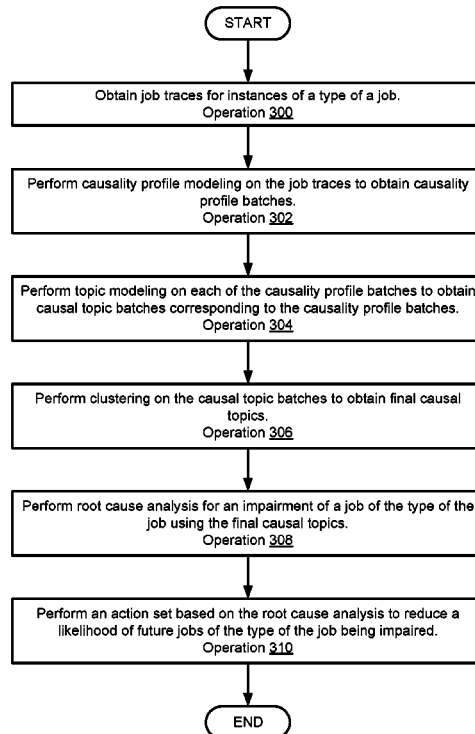 START
Obtain job traces for instances of a type of a job.
Operation 300
Perform causality profile modeling on the job traces to obtain causality
profile batches.
Operation 302
Perform topic modeling on each of the causality profile batches to obtain
causal topic batches corresponding to the causality profile batches.
Operation 304
Perform clustering on the causal topic batches to obtain final causal
topics.
Operation 306
Perform root cause analysis for an impairment of a job of the type of the
job using the final causal topics.
Operation 308
Perform an action set based on the root cause analysis to reduce a
likelihood of future jobs of the type of the job being impaired.
Operation 310
END